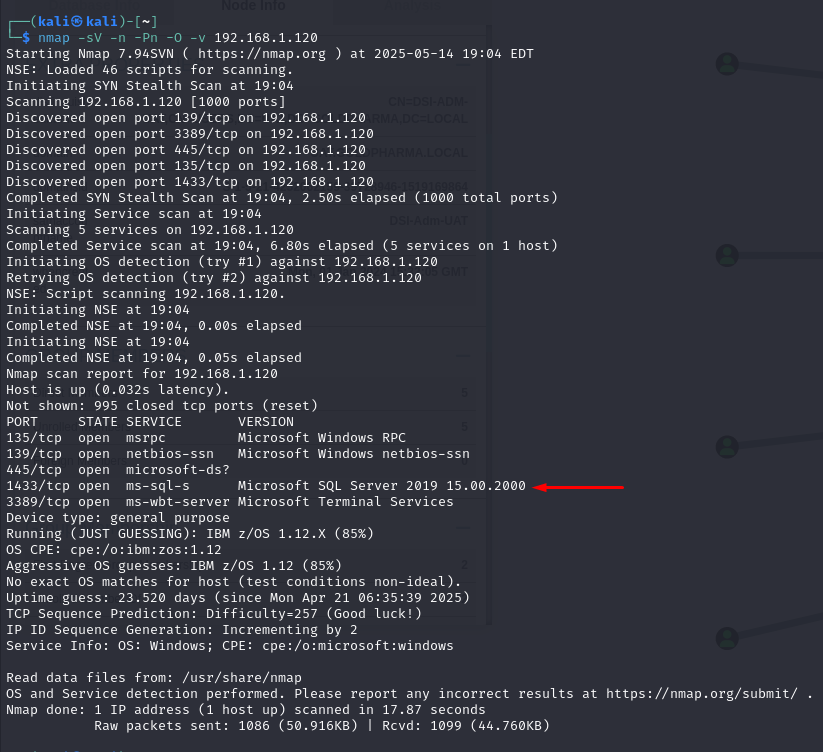 Node Info
┌──(kali㉿kali)-[~]
└─$ nmap -sV -n -Pn -O -v 192.168.1.120
Starting Nmap 7.94SVN ( https://nmap.org ) at 2025-05-14 19:04 EDT
NSE: Loaded 46 scripts for scanning.
Initiating SYN Stealth Scan at 19:04
Scanning 192.168.1.120 [1000 ports]
CN=DSI-ADM-
Discovered open port 139/tcp on 192.168.1.120
ARMA,DC=LOCAL
Discovered open port 3389/tcp on 192.168.1.120
Discovered open port 445/tcp on 192.168.1.120
PHARMA.LOCAL
Discovered open port 135/tcp on 192.168.1.120
Discovered open port 1433/tcp on 192.168.1.120
Completed SYN Stealth Scan at 19:04, 2.50s elapsed (1000 total ports)
Initiating Service scan at 19:04
DSI-Adm-UAT
Scanning 5 services on 192.168.1.120
Completed Service scan at 19:04, 6.80s elapsed (5 services on 1 host)
Initiating OS detection (try #1) against 192.168.1.120
GMT
Retrying OS detection (try #2) against 192.168.1.120
NSE: Script scanning 192.168.1.120.
Initiating NSE at 19:04
Completed NSE at 19:04, 0.00s elapsed
Initiating NSE at 19:04
Completed NSE at 19:04, 0.05s elapsed
Nmap scan report for 192.168.1.120
Host is up (0.032s latency).
Not shown: 995 closed tcp ports (reset)
PORT     STATE SERVICE       VERSION
135/tcp  open  msrpc         Microsoft Windows RPC
139/tcp  open  netbios-ssn   Microsoft Windows netbios-ssn
445/tcp  open  microsoft-ds?
1433/tcp open  ms-sql-s      Microsoft SQL Server 2019 15.00.2000
3389/tcp open  ms-wbt-server Microsoft Terminal Services
Device type: general purpose
Running (JUST GUESSING): IBM z/OS 1.12.X (85%)
OS CPE: cpe:/o:ibm:zos:1.12
Aggressive OS guesses: IBM z/OS 1.12 (85%)
No exact OS matches for host (test conditions non-ideal).
Uptime guess: 23.520 days (since Mon Apr 21 06:35:39 2025)
TCP Sequence Prediction: Difficulty=257 (Good luck!)
IP ID Sequence Generation: Incrementing by 2
Service Info: OS: Windows; CPE: cpe:/o:microsoft:windows
Read data files from: /usr/share/nmap
OS and Service detection performed. Please report any incorrect results at https://nmap.org/submit/ .
Nmap done: 1 IP address (1 host up) scanned in 17.87 seconds
Raw packets sent: 1086 (50.916KB) | Rcvd: 1099 (44.760KB)